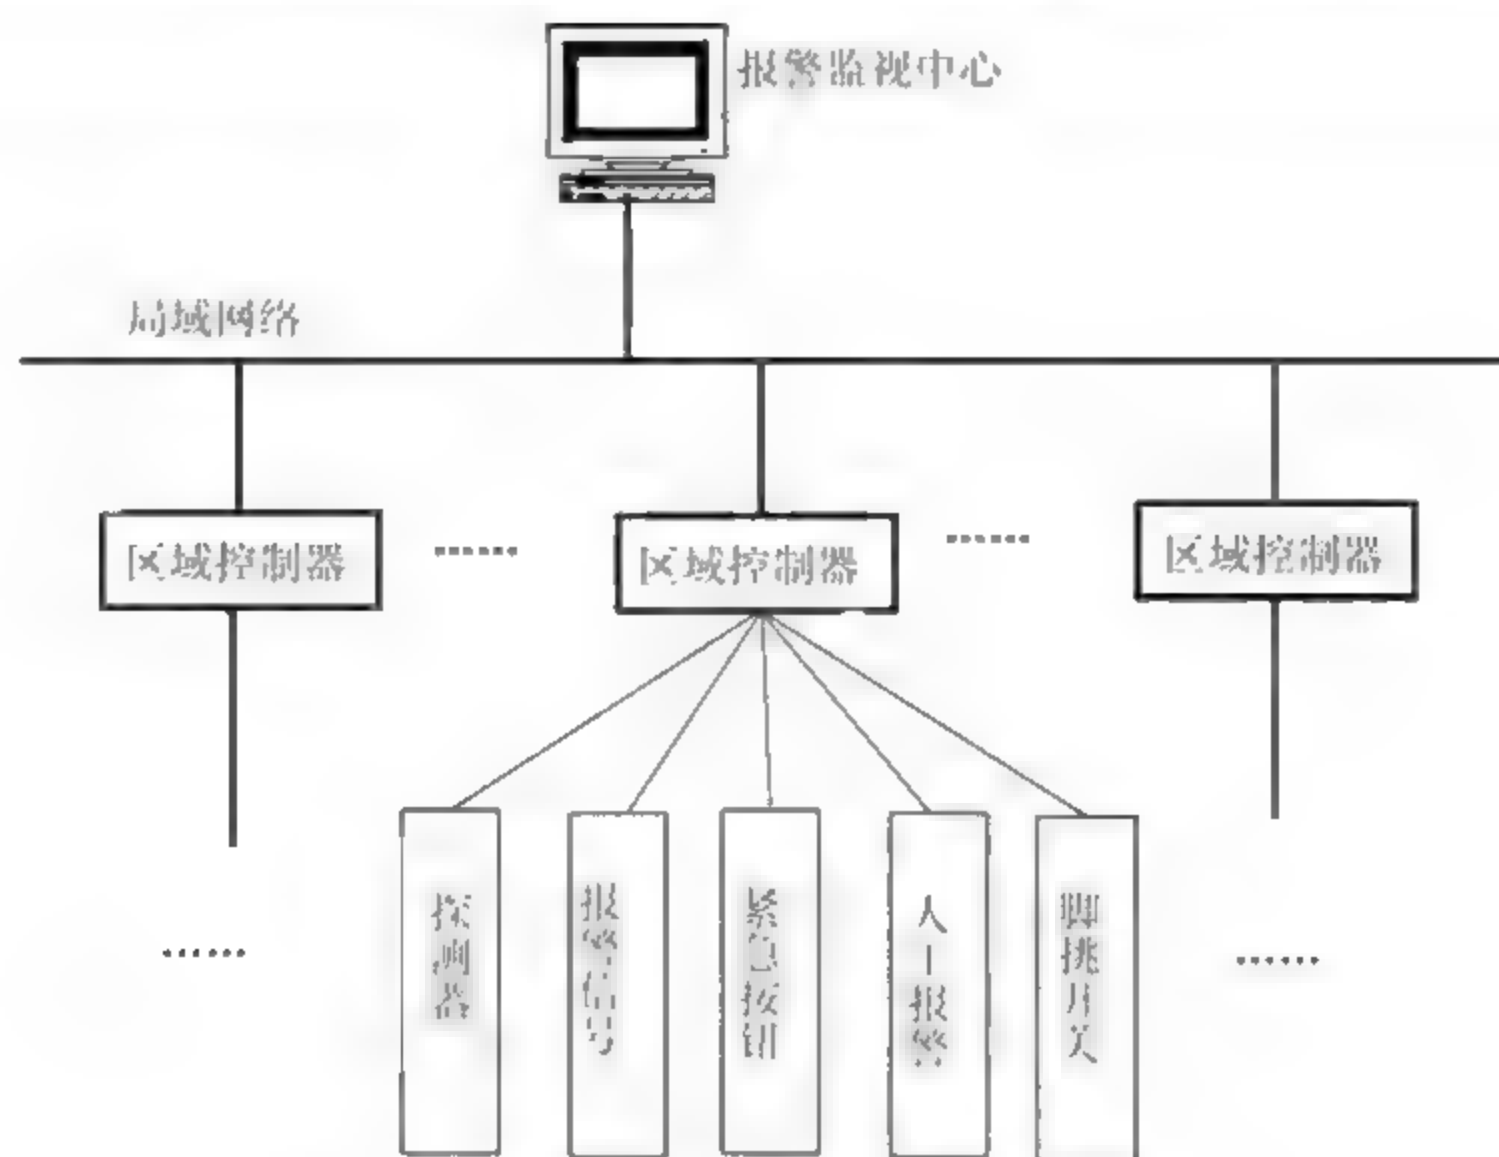 报警监视中心
局域网络
区域控制器
……
区域控制器
……
区域控制器
探测器
报警信号
紧急按钮
人工报警
脚挑开关
……
……